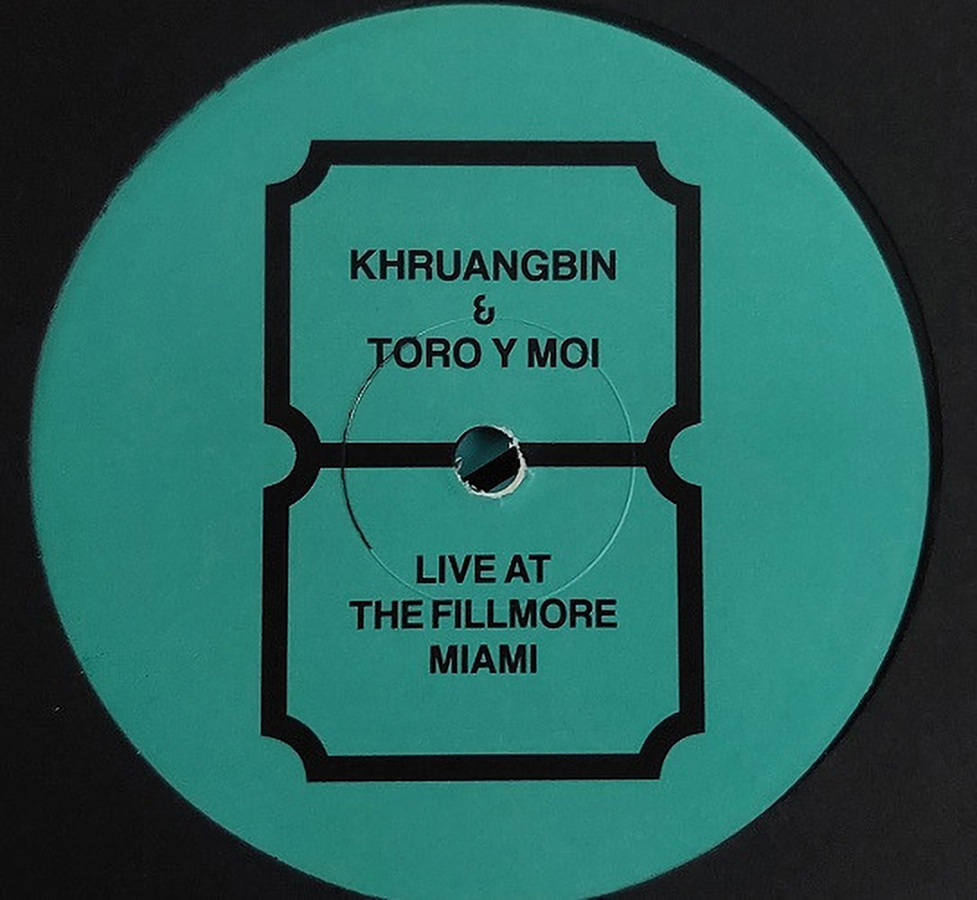 KHRUANGBIN
&
TORO Y MOI
LIVE AT
THE FILLMORE
MIAMI